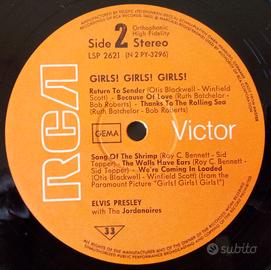 MANUFACTURED BY TELDEC
Orthophonic
High Fidelity
Side 2 Stereo
LSP 2621 (N 2 PY-3296)
GIRLS! GIRLS! GIRLS!
Return to Sender (Otis Blackwell - Winfield
Scott) - Because Of Love (Ruth Batchelor -
Bob Roberts) - Thanks To The Rolling Sea
(Ruth Batchelor - Bob Roberts)
RCA
GEMA
Victor
Song Of The Shrimp (Roy C. Bennett -
Sid Tepper) - The Walls Have Ears (Roy C. Bennett -
Sid Tepper) - We're Coming In Loaded
(Otis Blackwell - Winfield Scott) (from the
Paramount Picture "Girls! Girls! Girls!")
ELVIS PRESLEY
with The Jordanaires
33
subito